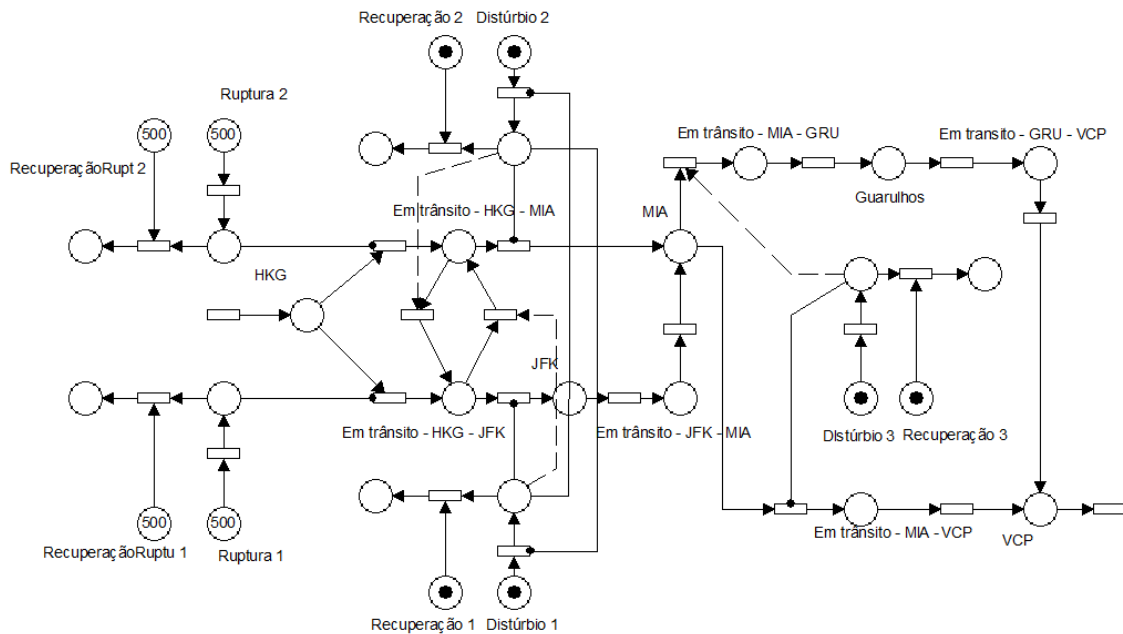 Recuperação 2
Distúrbio 2
Ruptura 2
500
500
RecuperaçãoRupt 2
Em trânsito - MIA - GRU
Em transito - GRU - VCP
Guarulhos
Em trânsito - HKG - MIA
MIA
HKG
JFK
Em trânsito - HKG - JFK
Em trânsito - JFK - MIA
DIstúrbio 3
Recuperação 3
500
500
RecuperaçãoRuptu 1
Ruptura 1
Em trânsito - MIA - VCP
VCP
Recuperação 1
Distúrbio 1